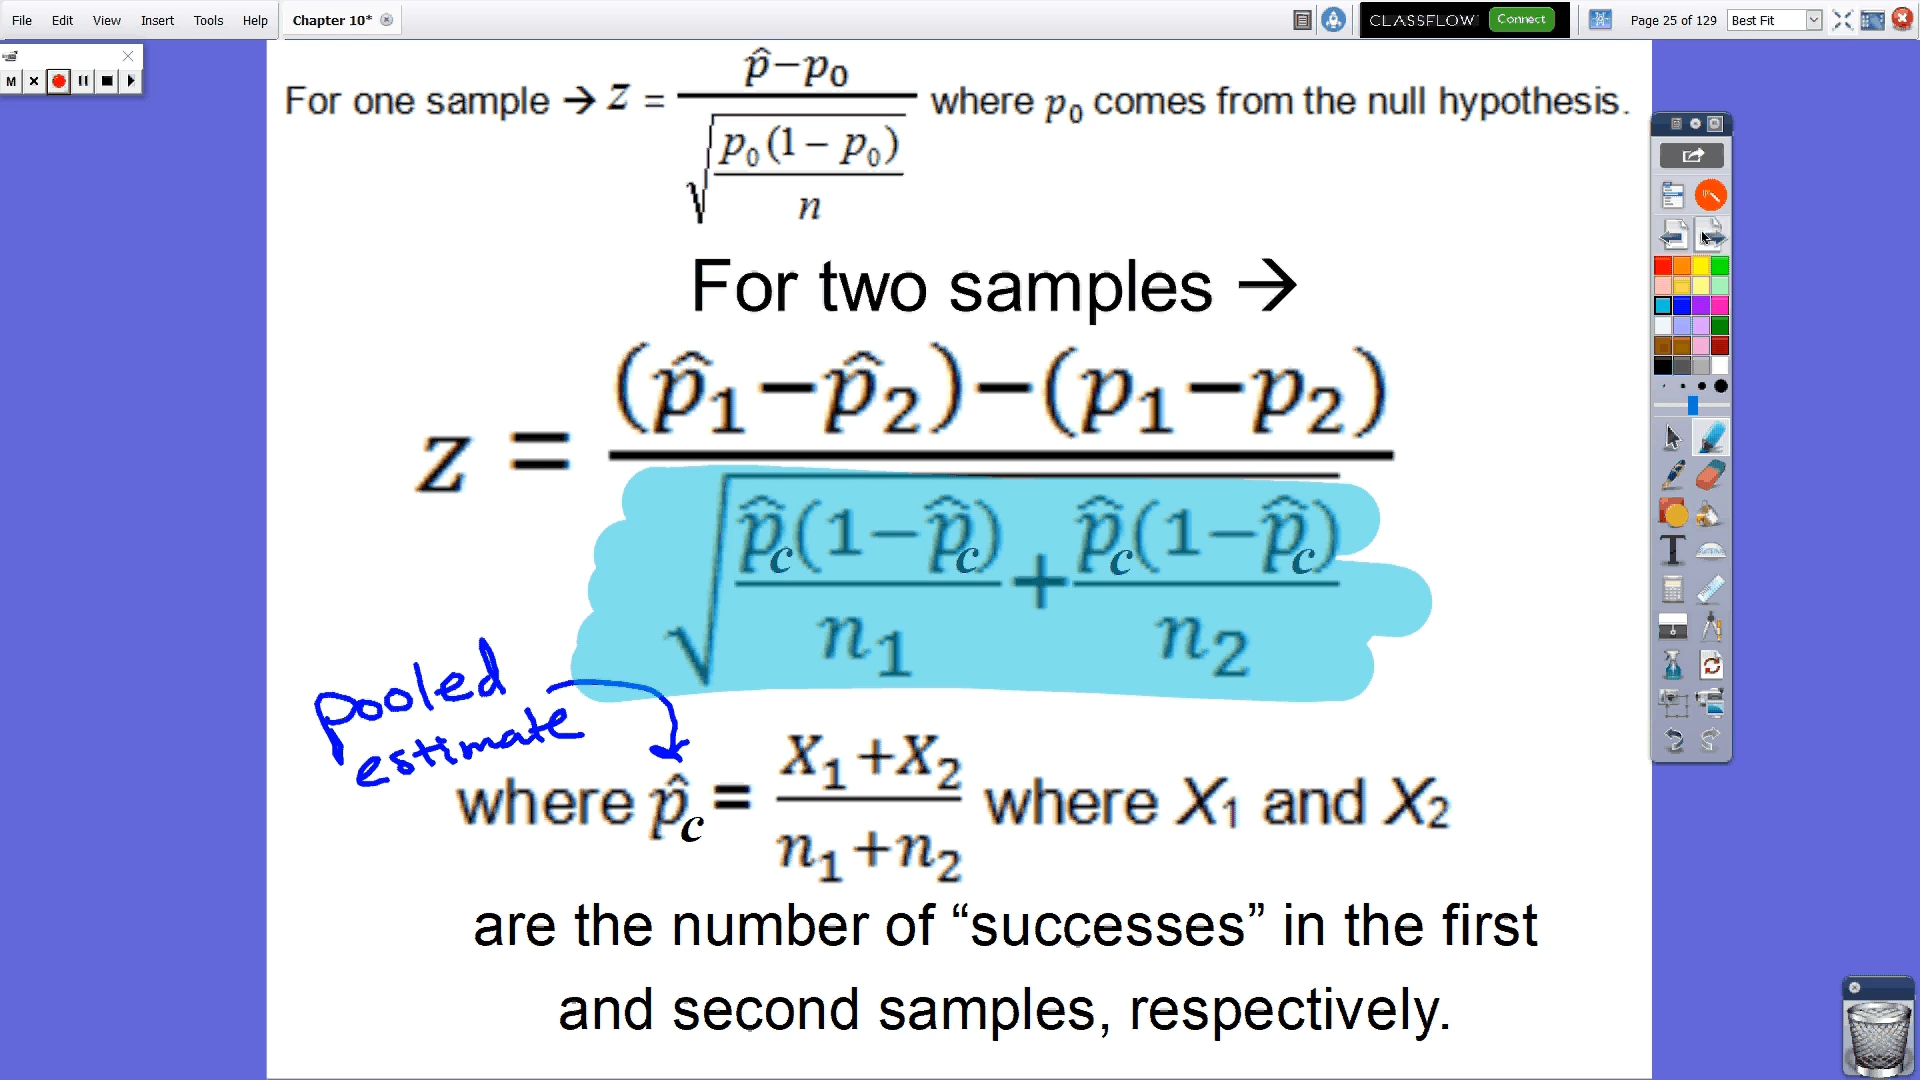 File Edit View Insert Tools Help Chapter 10* CLASSFLOW Connect Page 25 of 129 Best Fit
M
For one sample → z = (p̂−p₀)/√(p₀(1 − p₀)/n) where p₀ comes from the null hypothesis.
For two samples →
z = ((p̂₁−p̂₂)−(p₁−p₂))/√(p̂c(1−p̂c)/n₁ + p̂c(1−p̂c)/n₂)
pooled
estimate
where p̂c = (X₁+X₂)/(n₁+n₂) where X₁ and X₂
are the number of “successes” in the first
and second samples, respectively.